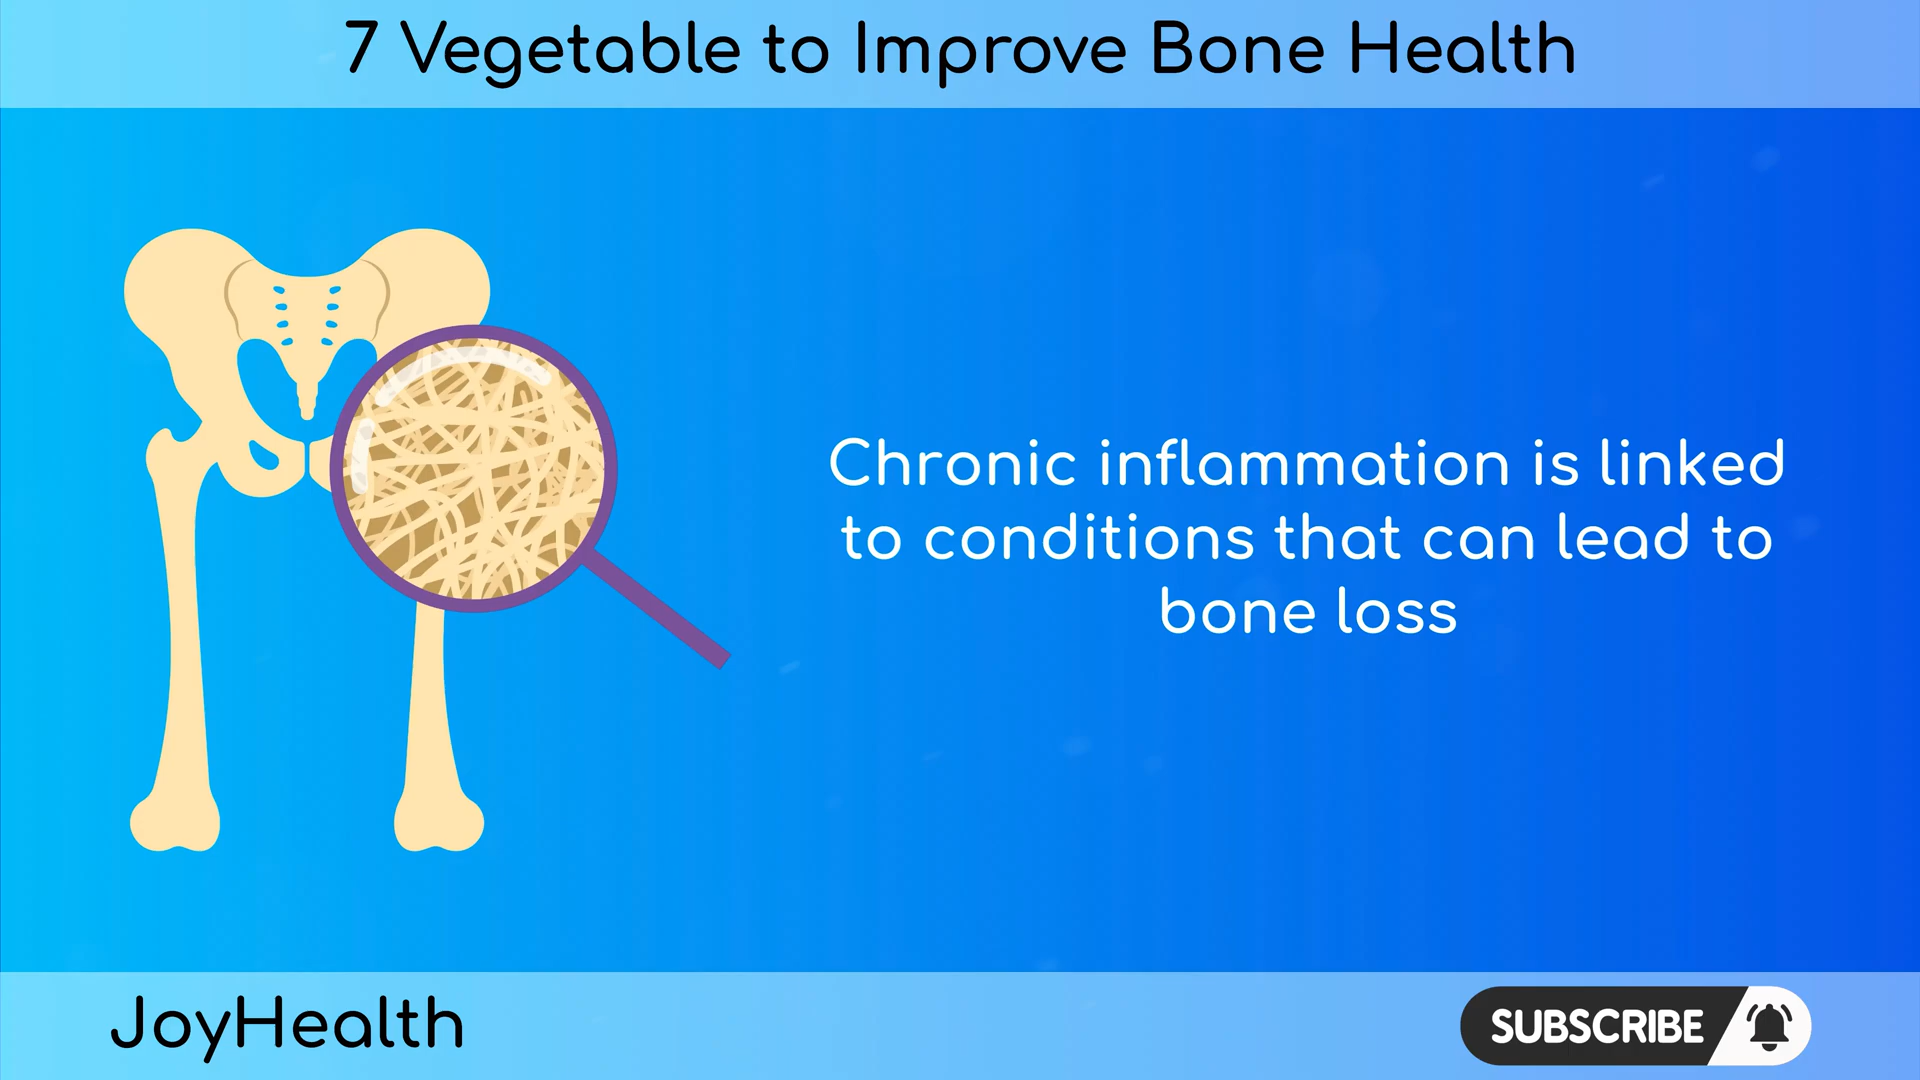 7 Vegetable to Improve Bone Health
Chronic inflammation is linked
to conditions that can lead to
bone loss
JoyHealth
SUBSCRIBE